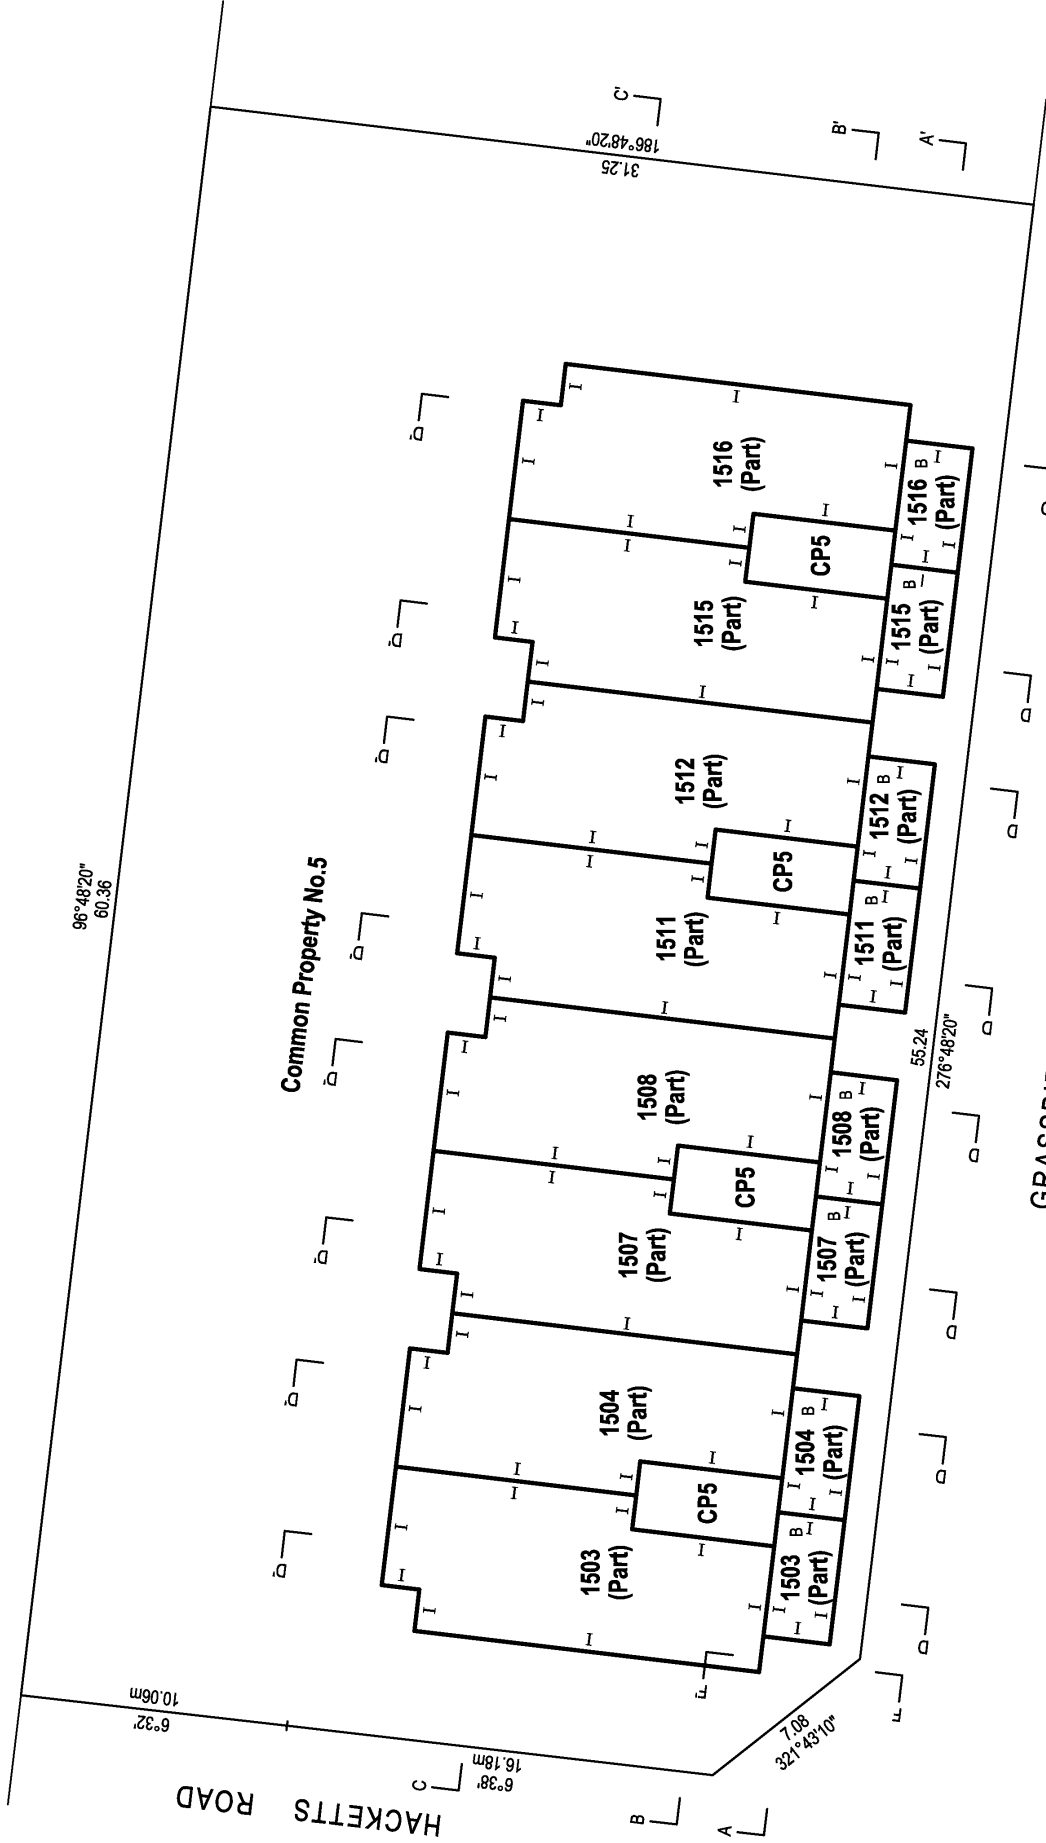 C'
B'
A'
186°48'20"
31.25
D'
1516
(Part)
1516
(Part)
B
CP5
D'
1515
(Part)
1515
(Part)
B
D'
D
1512
(Part)
1512
(Part)
B
CP5
D
96°48'20"
60.36
Common Property No.5
D'
1511
(Part)
1511
(Part)
B
D
55.24
276°48'20"
D'
1508
(Part)
1508
(Part)
B
CP5
D
D'
1507
(Part)
1507
(Part)
B
D
D'
1504
(Part)
1504
(Part)
B
CP5
D
D'
1503
(Part)
1503
(Part)
B
D
F'
F
10.06m
6°32'
16.18m
6°38'
7.08
321°43'10"
C
B
A
HACKETTS ROAD